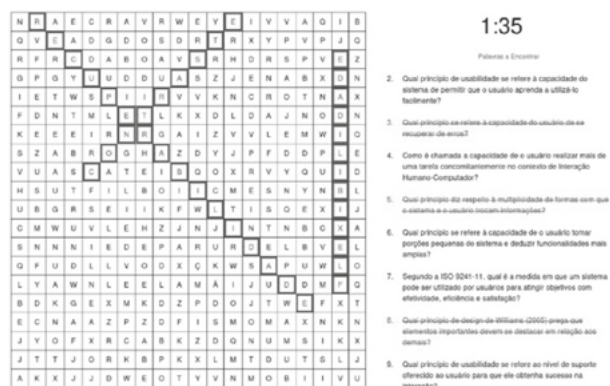 N R A E C R A V R W E Y E I V V A Q I B
Q V E A D G D O S D R T R X Y P V P J Q
R F R C D A B O A V S R H D R S P V E Z
G P G Y U U D D U A S Z J E N A B X D N
I E T W S P I I R V V K N C R O T N A X
F D N T M L E T L K X D L D A J N O D N
K E E E I R N R G A I Z Y V L E M W I Q
S Z A B R O G H A Z D Y J P F D D P L E
V U A S C A T E I B Q O X R V Y Q U I D
H S U T F I L B O I I C M E S N Y N B L
U B G R S E I I K F W L T I S Q E X I J
C M W U V L E H Z J N J I N T N B C X A
S N N N I E D E P A R U R D E L B V E L
Q F U D L L V O D X Ç K W S A P U W L O
L Y A W N L E E L A M Ã I J U D D M F Q
B D K G E X M K D Z P D O J T W E F X T
E C N A A Z P Z D F I S M O M A X N K N
J Y O F X R C A B K Z D Q N U M S I K X
J T T J O R K B P K X L M T D U T S L J
A K X J J D W E O T Y V N M O B I I V U
1:35
Palavras a Encontrar
2. Qual princípio de usabilidade se refere à capacidade do
sistema de permitir que o usuário aprenda a utilizá-lo
facilmente?
3. Qual princípio se refere à capacidade do usuário de se
recuperar de erros?
4. Como é chamada a capacidade de o usuário realizar mais de
uma tarefa concomitantemente no contexto de Interação
Humano-Computador?
5. Qual princípio diz respeito à multiplicidade de formas com que
o sistema e o usuário trocam informações?
6. Qual princípio se refere à capacidade de o usuário tomar
porções pequenas do sistema e deduzir funcionalidades mais
amplas?
7. Segundo a ISO 9241-11, qual é a medida em que um sistema
pode ser utilizado por usuários para atingir objetivos com
efetividade, eficiência e satisfação?
8. Qual princípio de design de Williams (2005) prega que
elementos importantes devem se destacar em relação aos
demais?
9. Qual princípio de usabilidade se refere ao nível de suporte
oferecido ao usuário para que ele obtenha sucesso na
interação?